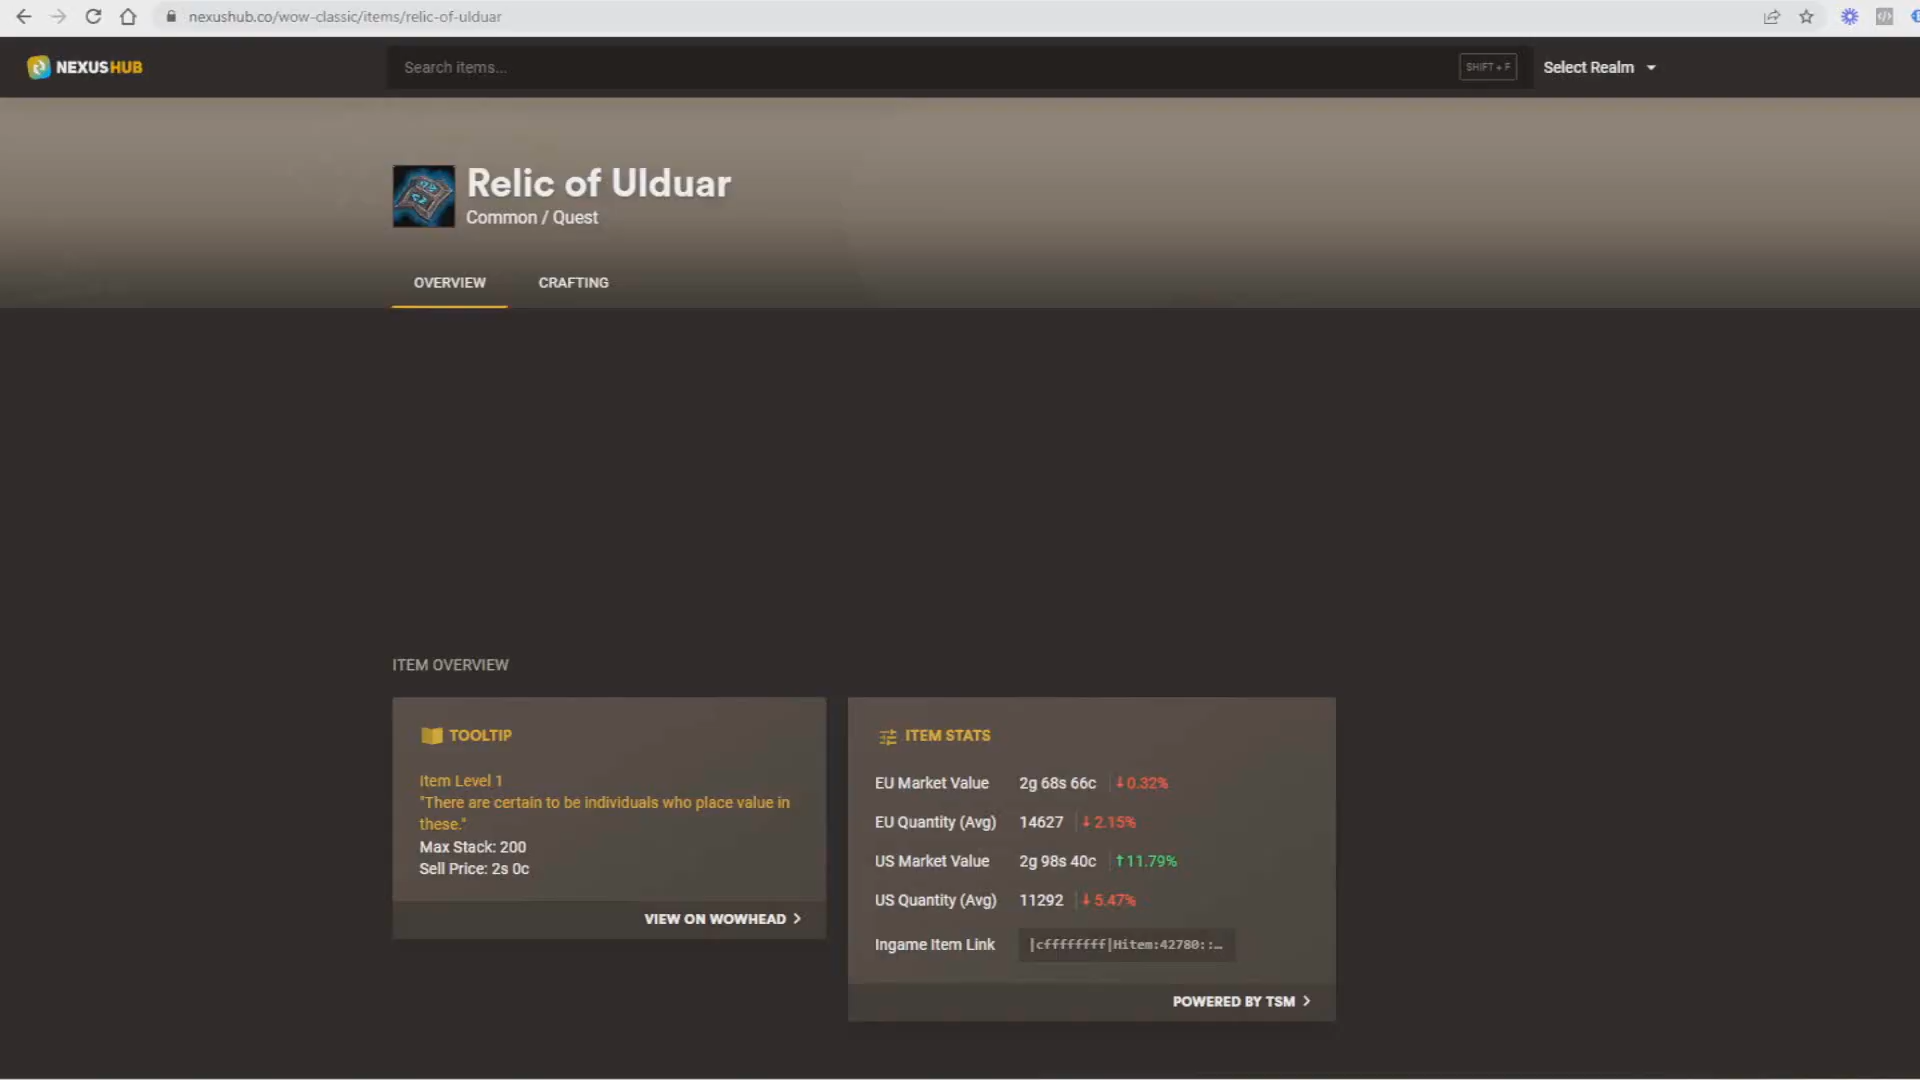 nexushub.co/wow-classic/items/relic-of-ulduar
NEXUSHUB
Search items...
SHIFT + F
Select Realm
Relic of Ulduar
Common / Quest
OVERVIEW
CRAFTING
ITEM OVERVIEW
TOOLTIP
Item Level 1
"There are certain to be individuals who place value in
these."
Max Stack: 200
Sell Price: 2s 0c
VIEW ON WOWHEAD
ITEM STATS
EU Market Value 2g 68s 66c 0.32%
EU Quantity (Avg) 14627 2.15%
US Market Value 2g 98s 40c 11.79%
US Quantity (Avg) 11292 5.47%
Ingame Item Link |cffffffff|Hitem:42780::…
POWERED BY TSM